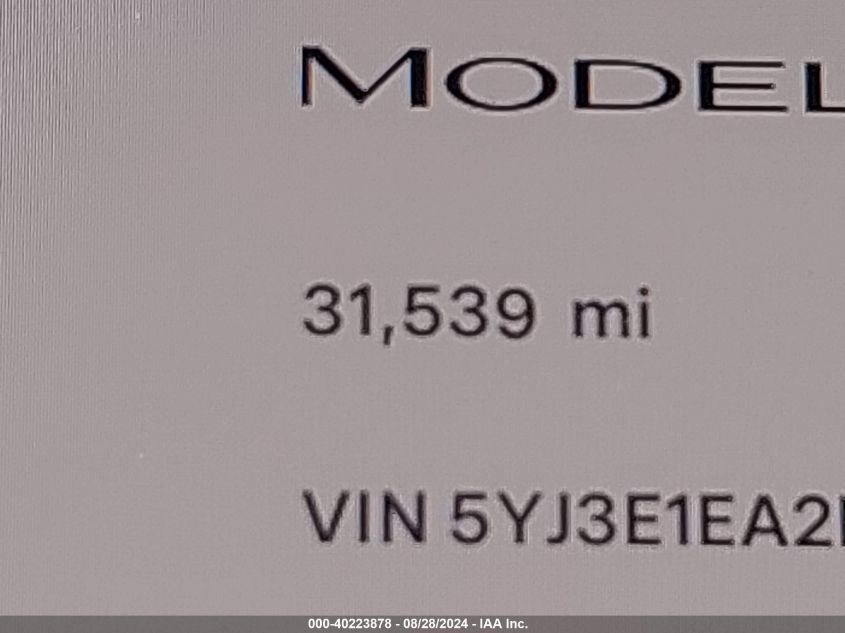 MODEL
31,539 mi
VIN 5YJ3E1EA2
000-40223878 - 08/28/2024 - IAA Inc.